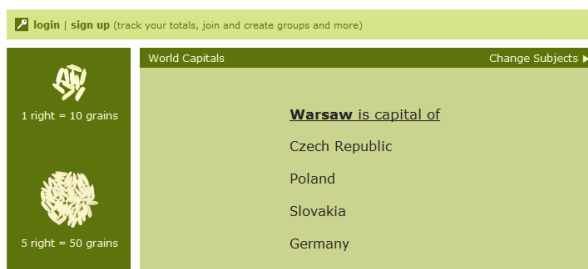 login | sign up (track your totals, join and create groups and more)
World Capitals
Change Subjects
1 right = 10 grains
5 right = 50 grains
Warsaw is capital of
Czech Republic
Poland
Slovakia
Germany